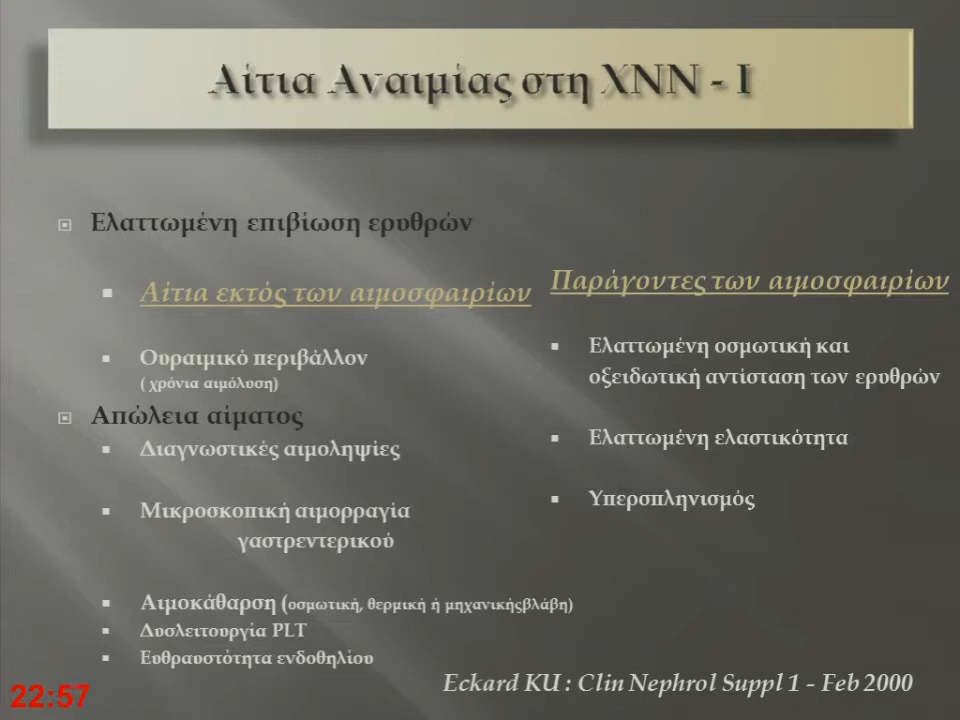 Αίτια Αναιμίας στη ΧΝΝ - Ι
Ελαττωμένη επιβίωση ερυθρών
Αίτια εκτός των αιμοσφαιρίων
Ουραιμικό περιβάλλον
( χρόνια αιμόλυση)
Απώλεια αίματος
Διαγνωστικές αιμοληψίες
Μικροσκοπική αιμορραγία
γαστρεντερικού
Αιμοκάθαρση (οσμωτική, θερμική ή μηχανικήςβλάβη)
Δυσλειτουργία PLT
Ευθραυστότητα ενδοθηλίου
Παράγοντες των αιμοσφαιρίων
Ελαττωμένη οσμωτική και
οξειδωτική αντίσταση των ερυθρών
Ελαττωμένη ελαστικότητα
Υπερσπληνισμός
Eckard KU : Clin Nephrol Suppl 1 - Feb 2000
22:57